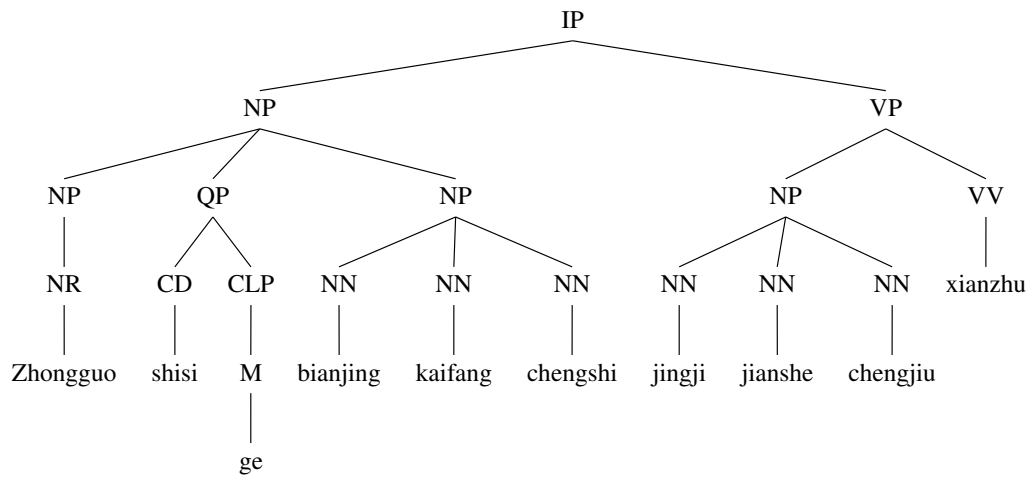 IP
NP VP
NP QP NP NP VV
NR CD CLP NN NN NN NN NN NN xianzhu
Zhongguo shisi M bianjing kaifang chengshi jingji jianshe chengjiu
ge